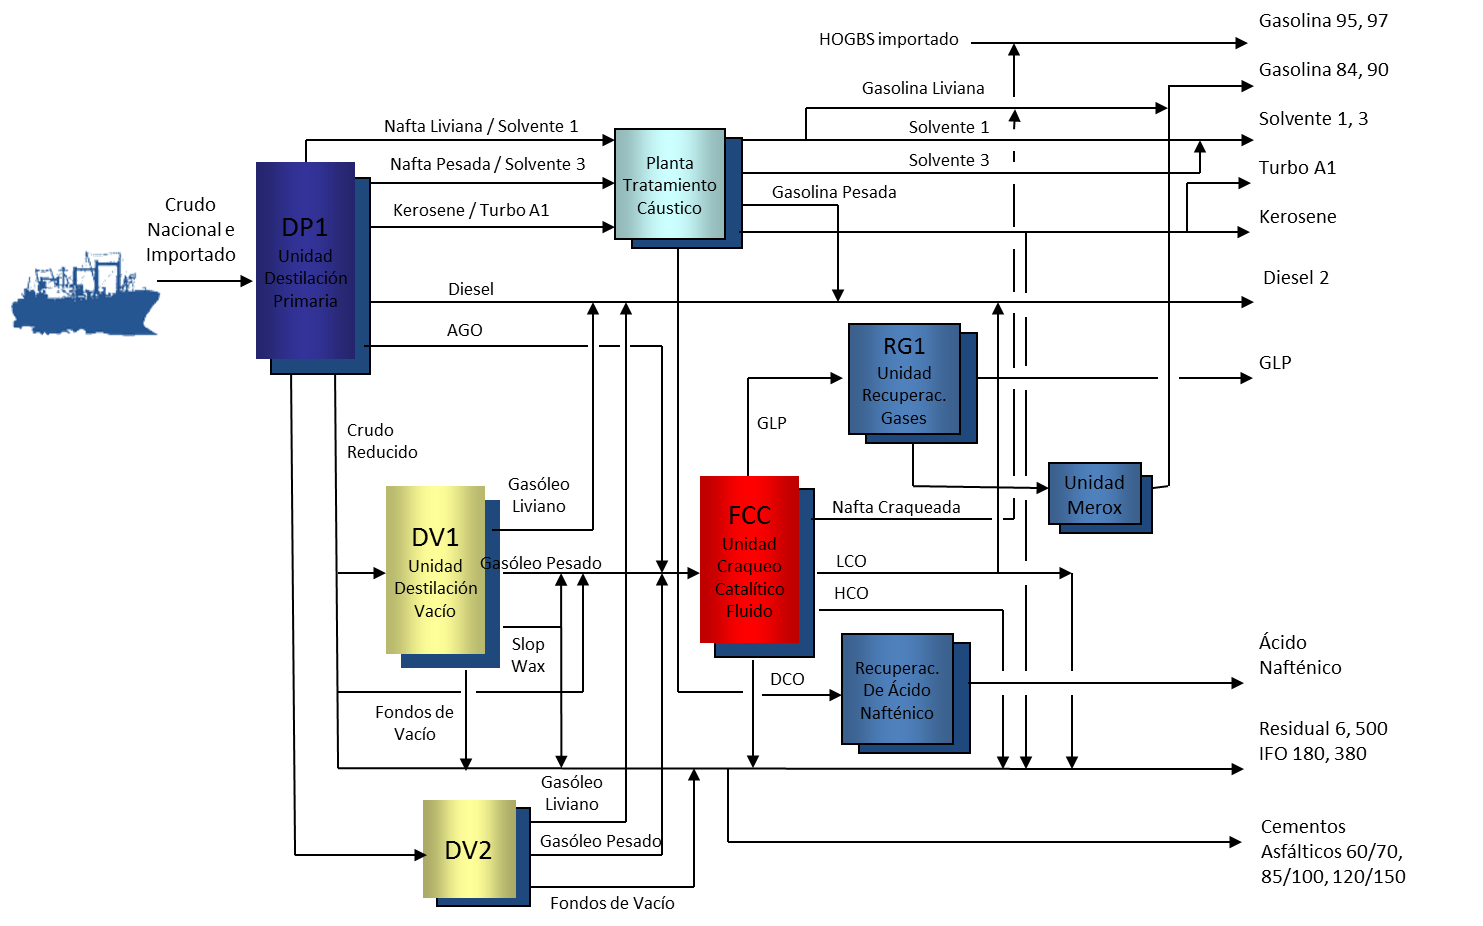 Gasolina 95, 97
HOGBS importado
Gasolina 84, 90
Gasolina Liviana
Solvente 1, 3
Nafta Liviana / Solvente 1
Solvente 1
Nafta Pesada / Solvente 3
Planta
Tratamiento
Cáustico
Solvente 3
Turbo A1
Gasolina Pesada
Crudo
Nacional e
Importado
DP1
Unidad
Destilación
Primaria
Kerosene / Turbo A1
Kerosene
Diesel
Diesel 2
AGO
RG1
Unidad
Recuperac.
Gases
GLP
GLP
Crudo
Reducido
Gasóleo
Liviano
Unidad
Merox
DV1
Unidad
Destilación
Vacío
FCC
Unidad
Craqueo
Catalítico
Fluido
Nafta Craqueada
Gasóleo Pesado
LCO
HCO
Slop
Wax
Ácido
Nafténico
DCO
Recuperac.
De Ácido
Nafténico
Fondos de
Vacío
Residual 6, 500
IFO 180, 380
Gasóleo
Liviano
DV2
Gasóleo Pesado
Cementos
Asfálticos 60/70,
85/100, 120/150
Fondos de Vacío